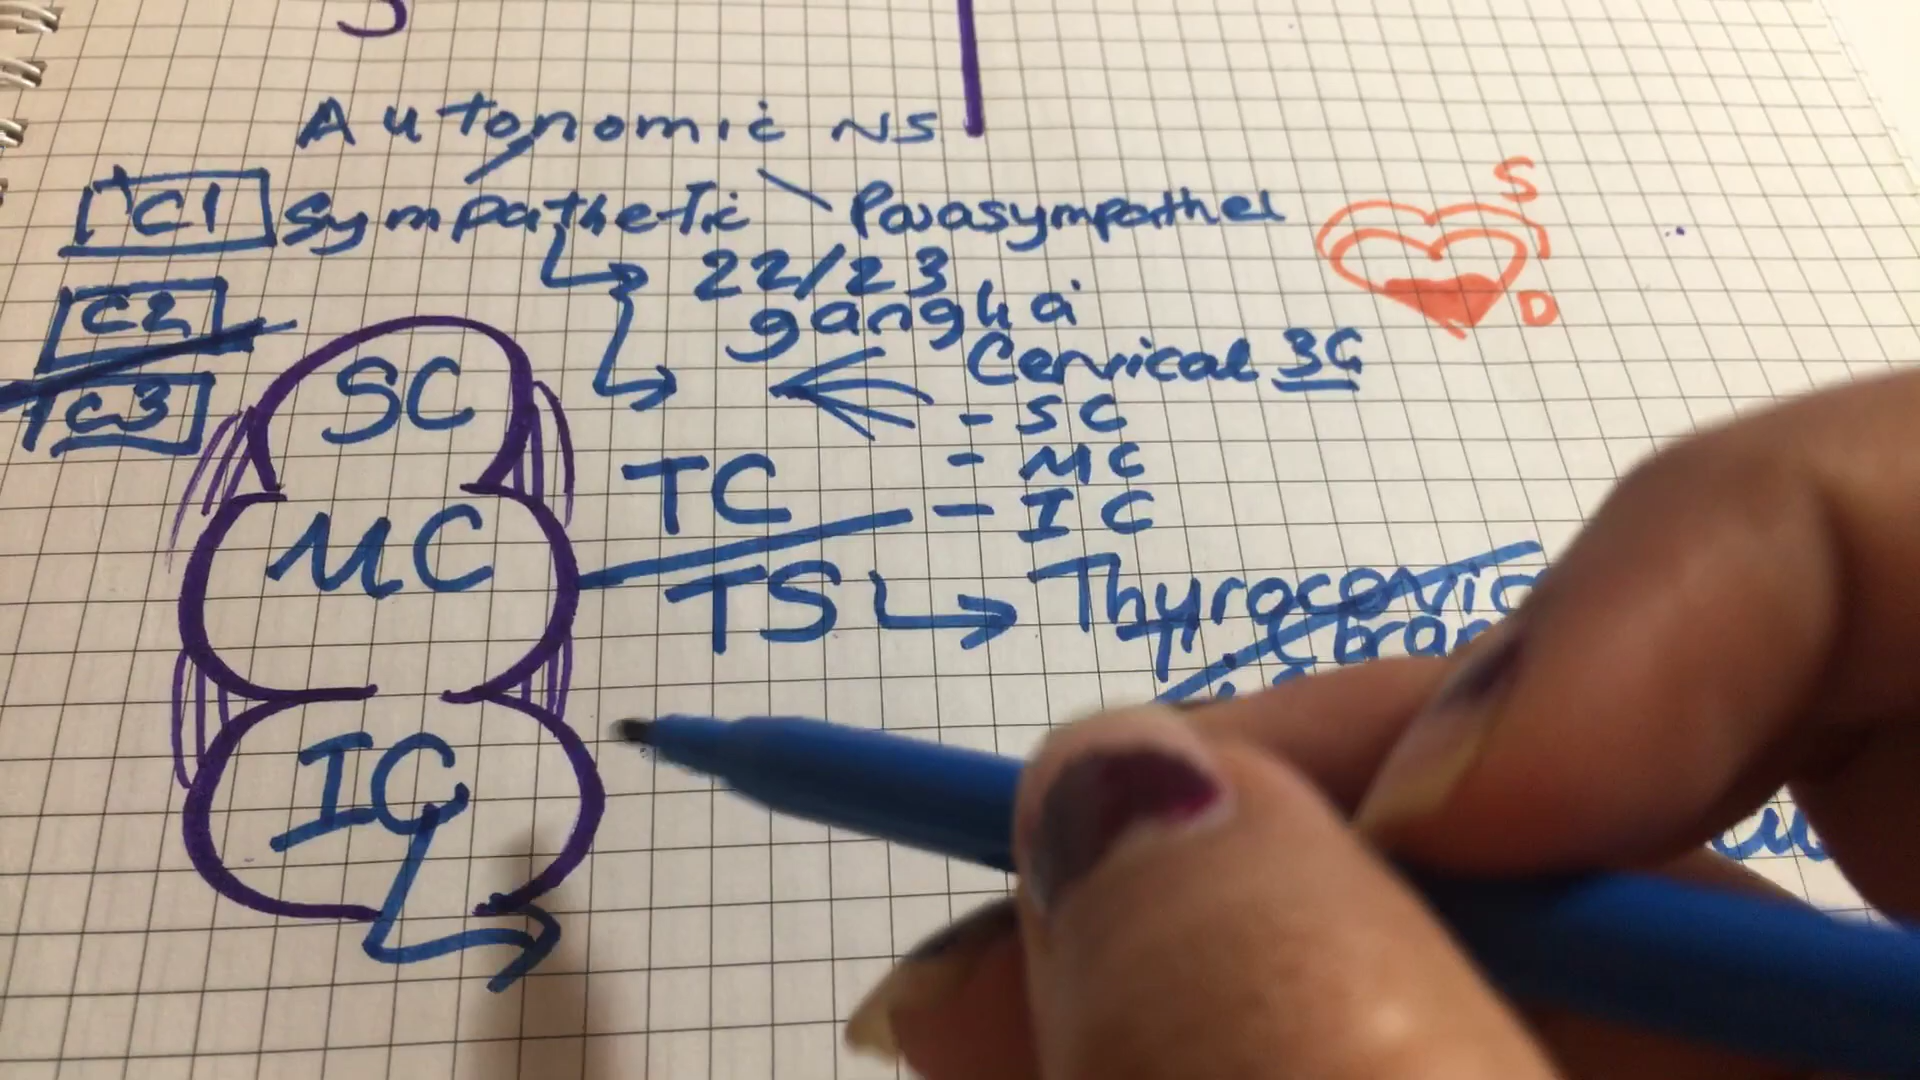 Autonomic NS
S
C1 Sympathetic Parasympathet
22/23
ganglia
D
C2
Cervical 3G
C3
SC
- SC
- MC
TC
- IC
MC
TS
IC